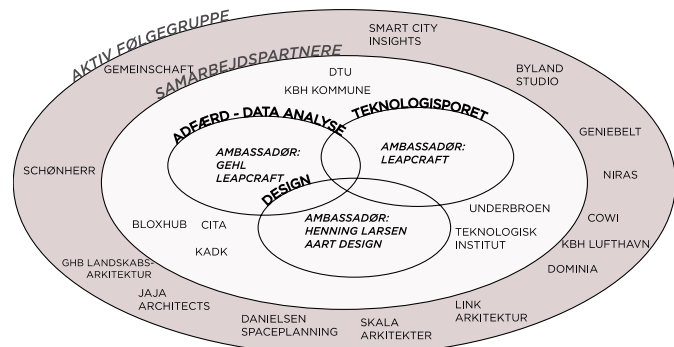 AKTIV FØLGEGRUPPE
SMART CITY
INSIGHTS
GEMEINSCHAFT
SAMARBEJDSPARTNERE
DTU
BYLAND
STUDIO
KBH KOMMUNE
ADFÆRD - DATA ANALYSE
TEKNOLOGISPORET
GENIEBELT
AMBASSADØR:
GEHL
LEAPCRAFT
AMBASSADØR:
LEAPCRAFT
SCHØNHERR
NIRAS
DESIGN
AMBASSADØR:
HENNING LARSEN
AART DESIGN
UNDERBROEN
BLOXHUB
CITA
COWI
TEKNOLOGISK
INSTITUT
KADK
KBH LUFTHAVN
GHB LANDSKABS-
ARKITEKTUR
DOMINIA
JAJA
ARCHITECTS
LINK
ARKITEKTUR
DANIELSEN
SPACEPLANNING
SKALA
ARKITEKTER